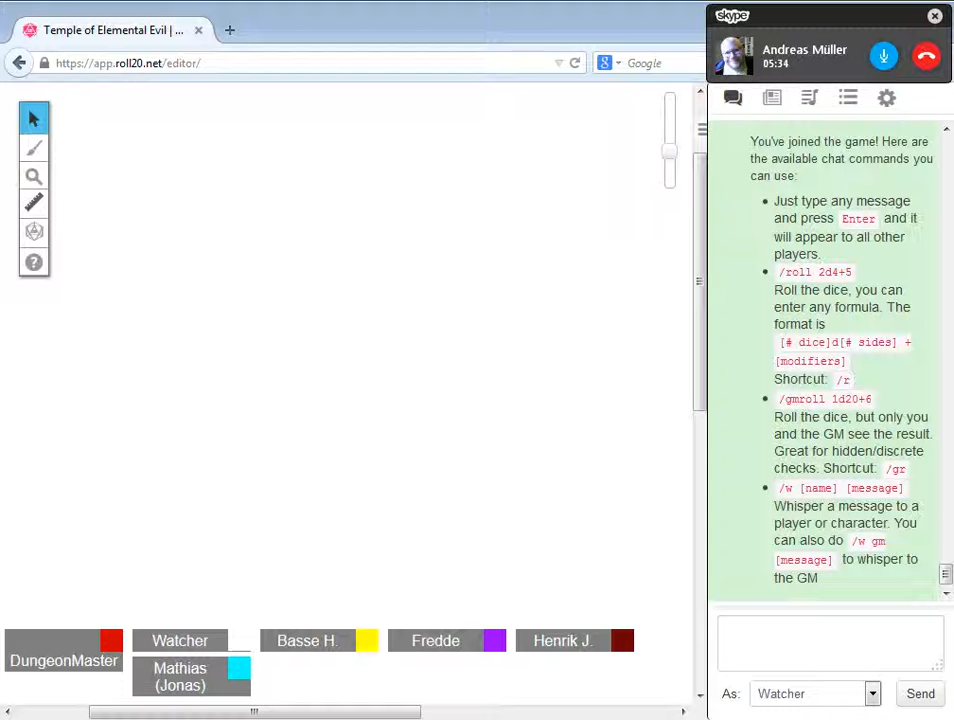 skype
Temple of Elemental Evil | ...
Andreas Müller
05:34
https://app.roll20.net/editor/
Google
You've joined the game! Here are
the available chat commands you
can use:
Just type any message
and press Enter and it
will appear to all other
players.
/roll 2d4+5
Roll the dice, you can
enter any formula. The
format is
[# dice]d[# sides] +
[modifiers]
Shortcut: /r
/gmroll 1d20+6
Roll the dice, but only you
and the GM see the result.
Great for hidden/discrete
checks. Shortcut: /gr
/w [name] [message]
Whisper a message to a
player or character. You
can also do /w gm
[message] to whisper to
the GM
DungeonMaster
Watcher
Mathias
(Jonas)
Basse H.
Fredde
Henrik J.
As: Watcher Send